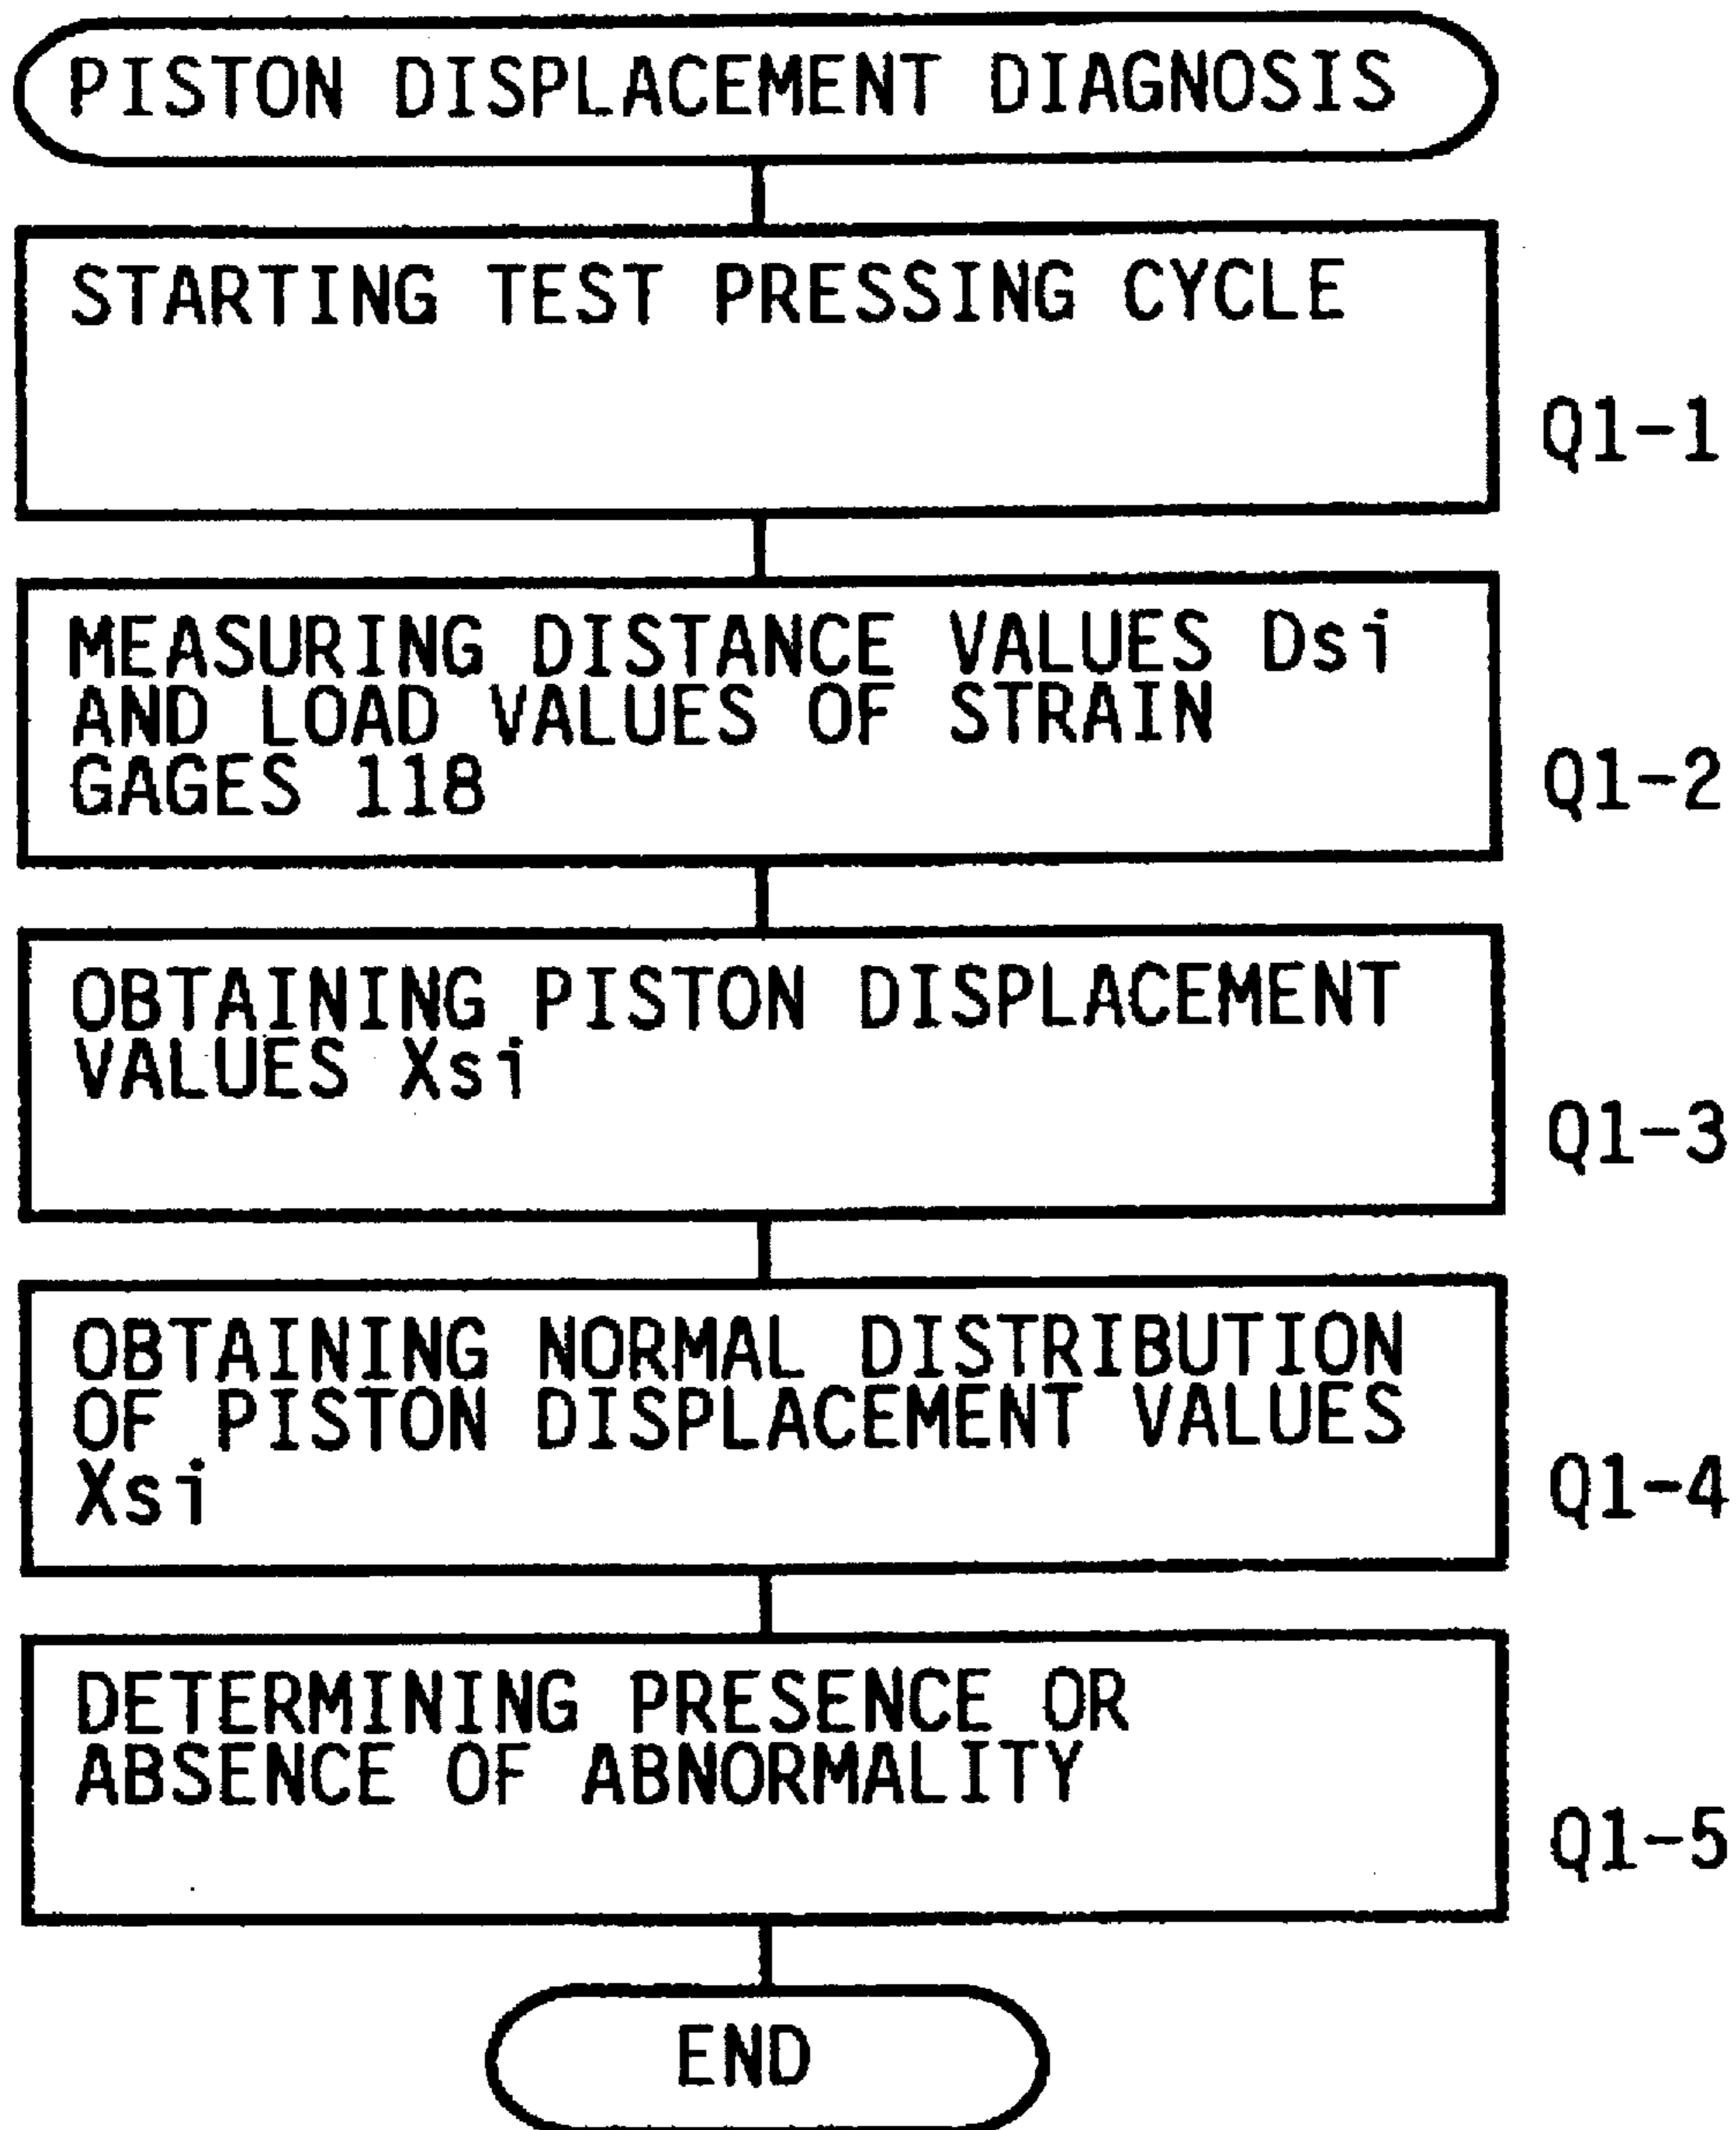 PISTON DISPLACEMENT DIAGNOSIS
STARTING TEST PRESSING CYCLE
Q1-1
MEASURING DISTANCE VALUES Dsi
AND LOAD VALUES OF STRAIN
GAGES 118
Q1-2
OBTAINING PISTON DISPLACEMENT
VALUES Xsi
Q1-3
OBTAINING NORMAL DISTRIBUTION
OF PISTON DISPLACEMENT VALUES
Xsi
Q1-4
DETERMINING PRESENCE OR
ABSENCE OF ABNORMALITY
Q1-5
END